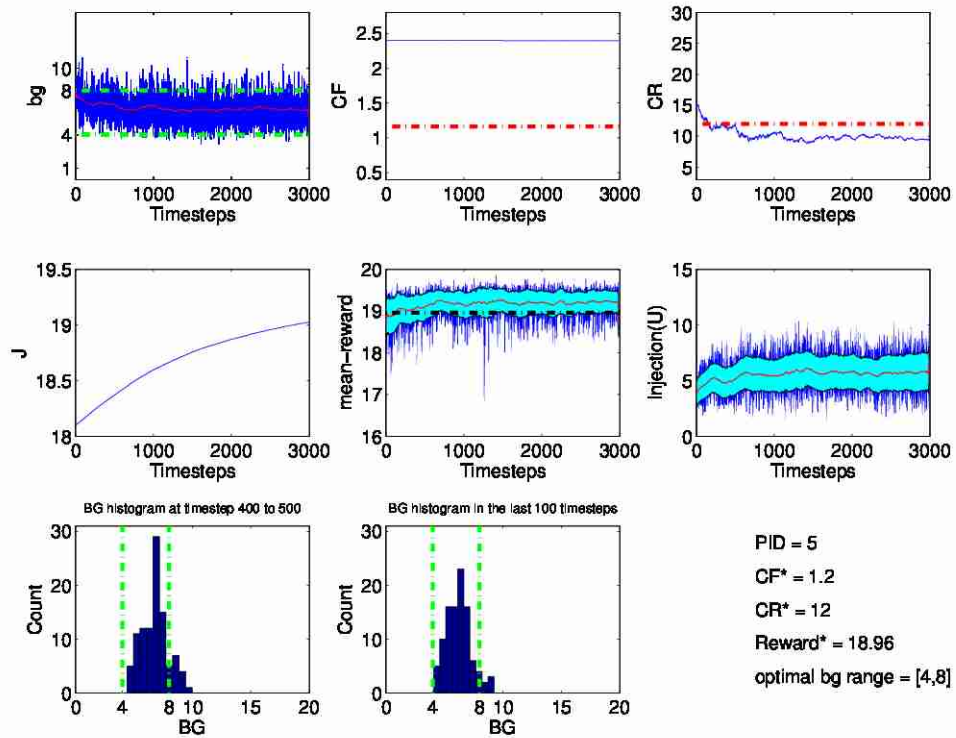 10
8
4
1
bg
0 1000 2000 3000
Timesteps
2.5
2
1.5
1
0.5
CF
0 1000 2000 3000
Timesteps
30
25
20
15
10
5
CR
0 1000 2000 3000
Timesteps
19.5
19
18.5
18
J
0 1000 2000 3000
Timesteps
20
19
18
17
16
mean-reward
0 1000 2000 3000
Timesteps
15
10
5
0
Injection(U)
0 1000 2000 3000
Timesteps
BG histogram at timestep 400 to 500
30
20
10
0
Count
0 4 8 10 15 20
BG
BG histogram in the last 100 timesteps
30
20
10
0
Count
0 4 8 10 15 20
BG
PID = 5
CF* = 1.2
CR* = 12
Reward* = 18.96
optimal bg range = [4,8]